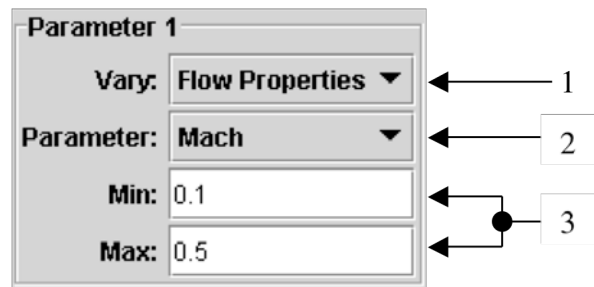 Parameter 1
Vary: Flow Properties 1
Parameter: Mach 2
Min: 0.1
3
Max: 0.5